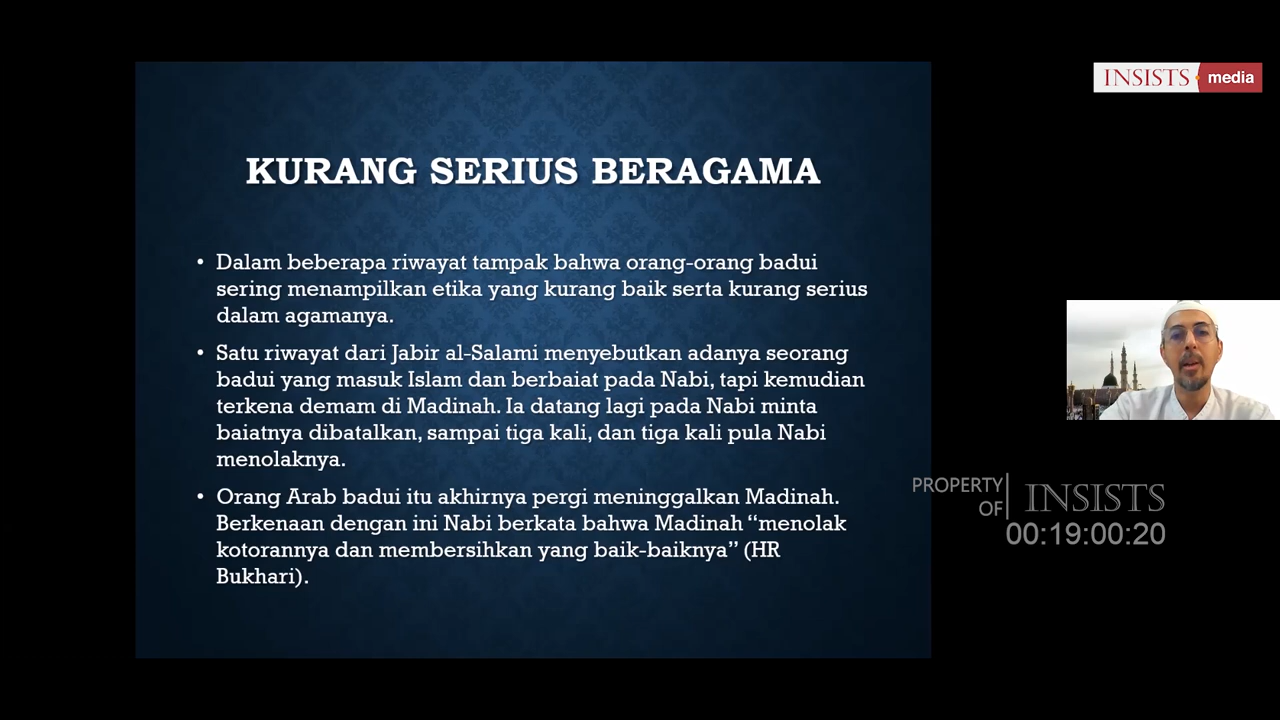 INSISTS media
KURANG SERIUS BERAGAMA
• Dalam beberapa riwayat tampak bahwa orang-orang badui
sering menampilkan etika yang kurang baik serta kurang serius
dalam agamanya.
• Satu riwayat dari Jabir al-Salami menyebutkan adanya seorang
badui yang masuk Islam dan berbaiat pada Nabi, tapi kemudian
terkena demam di Madinah. Ia datang lagi pada Nabi minta
baiatnya dibatalkan, sampai tiga kali, dan tiga kali pula Nabi
menolaknya.
• Orang Arab badui itu akhirnya pergi meninggalkan Madinah.
Berkenaan dengan ini Nabi berkata bahwa Madinah “menolak
kotorannya dan membersihkan yang baik-baiknya” (HR
Bukhari).
PROPERTY
OF
INSISTS
00:19:00:20